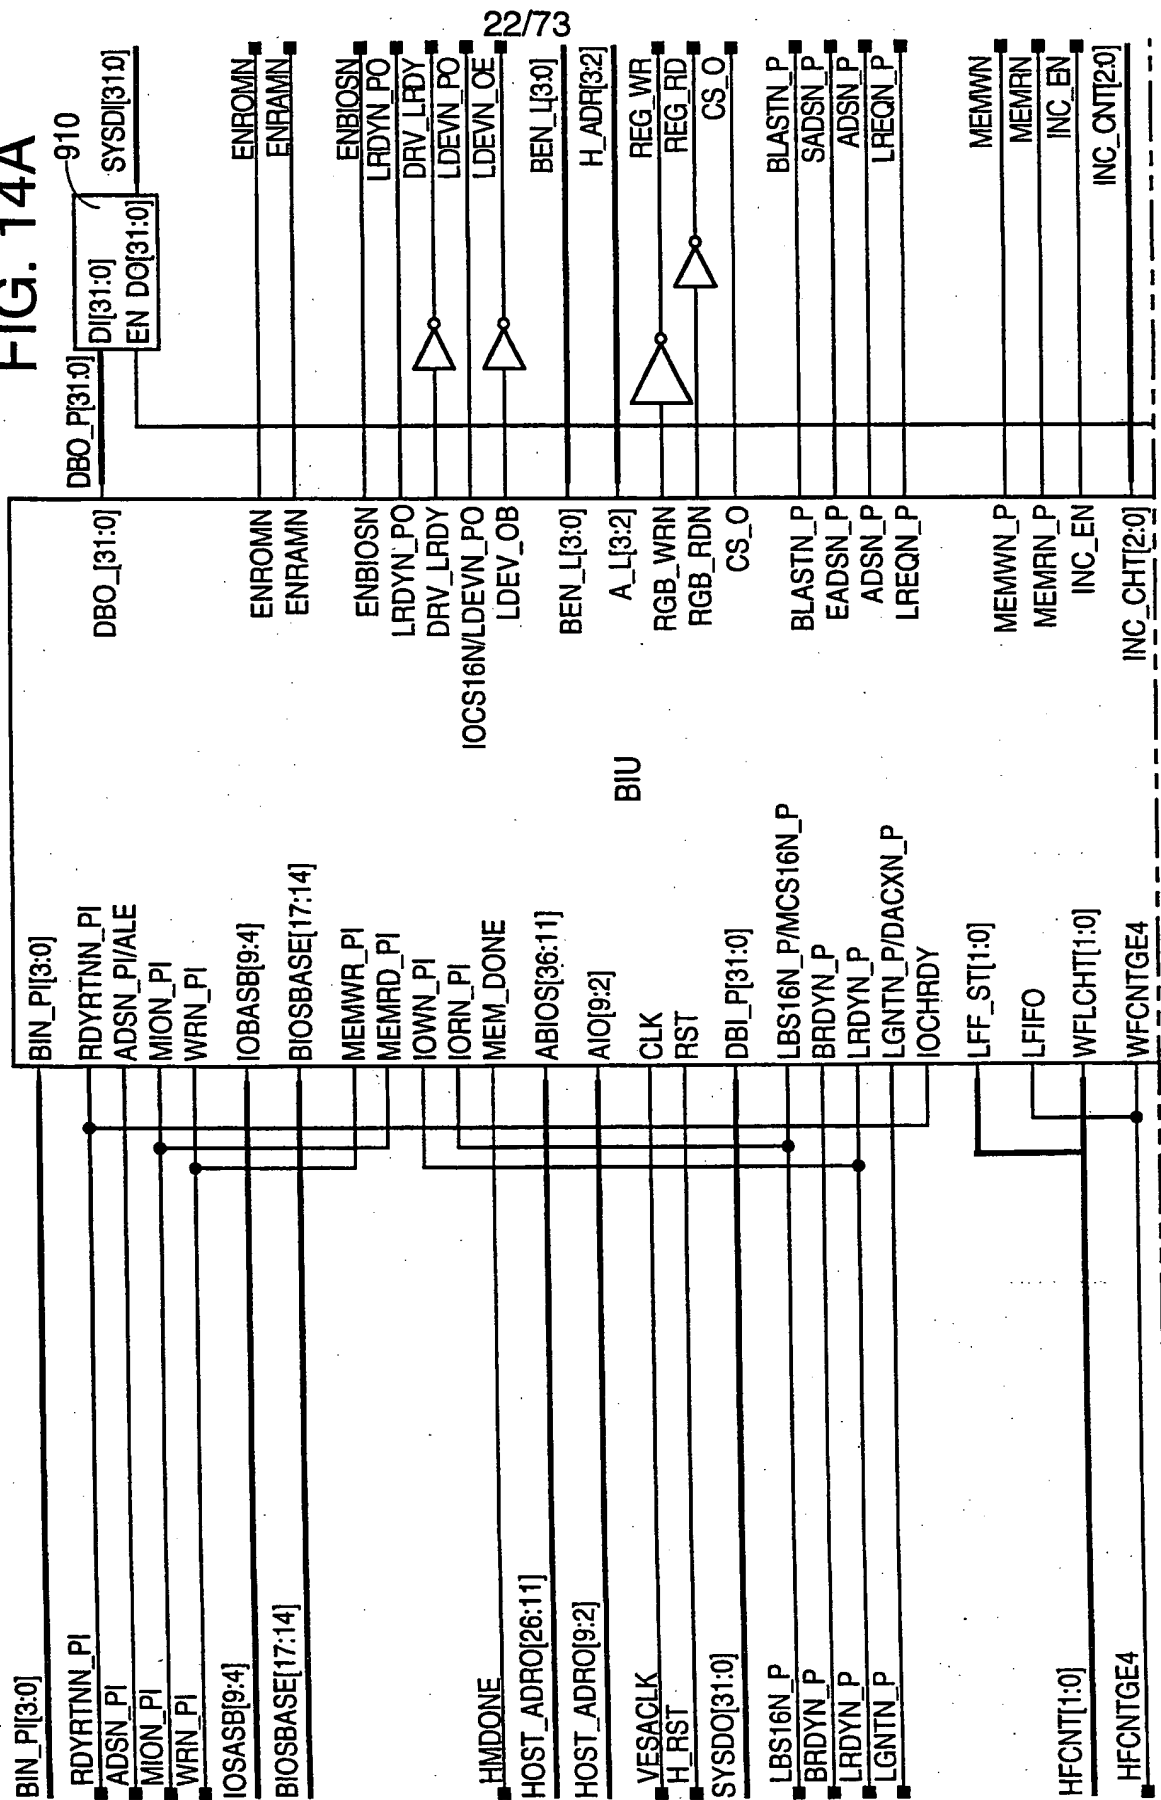 22/73
FIG. 14A
910
BIN_PI[3:0]
RDYRTNN_PI
ADSN_PI
MION_PI
WRN_PI
IOSASB[9:4]
BIOSBASE[17:14]
HMDONE
HOST_ADRO[26:11]
HOST_ADRO[9:2]
VESACLK
H_RST
SYSDO[31:0]
LBS16N_P
BRDYN_P
LRDYN_P
LGNTN_P
HFCNT[1:0]
HFCNTGE4
BIN_PI[3:0]
RDYRTNN_PI
ADSN_PI/ALE
MION_PI
WRN_PI
IOBASB[9:4]
BIOSBASE[17:14]
MEMWR_PI
MEMRD_PI
IOWN_PI
IORN_PI
MEM_DONE
ABIOS[36:11]
AIO[9:2]
CLK
RST
DBI_P[31:0]
LBS16N_P/MCS16N_P
BRDYN_P
LRDYN_P
LGNTN_P/DACXN_P
IOCHRDY
LFF_ST[1:0]
LFIFO
WFLCHT[1:0]
WFCNTGE4
BIU
DBO_[31:0]
ENROMN
ENRAMN
ENBIOSN
LRDYN_PO
DRV_LRDY
IOCS16N/LDEVN_PO
LDEV_OB
BEN_L[3:0]
A_L[3:2]
RGB_WRN
RGB_RDN
CS_O
BLASTN_P
EADSN_P
ADSN_P
LREQN_P
MEMWN_P
MEMRN_P
INC_EN
INC_CHT[2:0]
DBO_P[31:0]
DI[31:0]
EN DO[31:0]
SYSDI[31:0]
ENROMN
ENRAMN
ENBIOSN
LRDYN_PO
DRV_LRDY
LDEVN_PO
LDEVN_OE
BEN_L[3:0]
H_ADR[3:2]
REG_WR
REG_RD
CS_O
BLASTN_P
SADSN_P
ADSN_P
LREQN_P
MEMWN
MEMRN
INC_EN
INC_CNT[2:0]